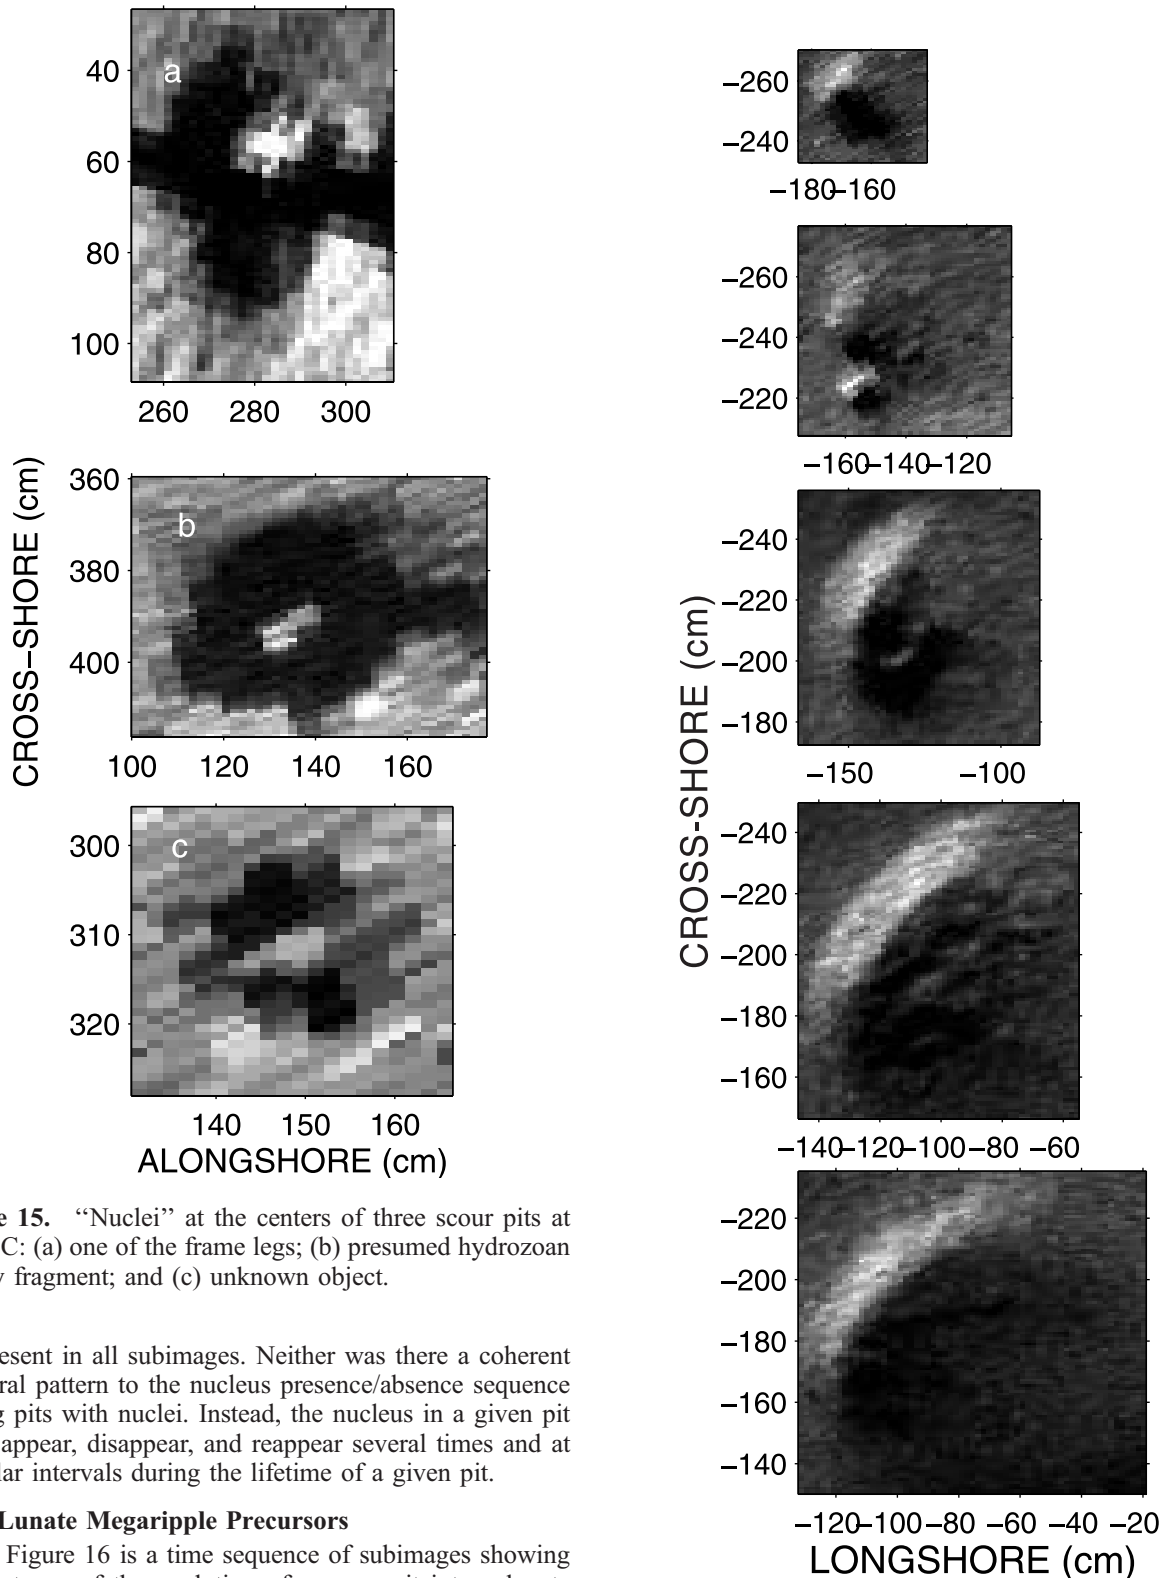 40
60
80
100
a
260 280 300
360
380
400
b
100 120 140 160
300
310
320
c
140 150 160
ALONGSHORE (cm)
CROSS–SHORE (cm)
15. “Nuclei” at the centers of three scour pits at
C: (a) one of the frame legs; (b) presumed hydrozoan
fragment; and (c) unknown object.
in all subimages. Neither was there a coherent
pattern to the nucleus presence/absence sequence
pits with nuclei. Instead, the nucleus in a given pit
appear, disappear, and reappear several times and at
intervals during the lifetime of a given pit.
Lunate Megaripple Precursors
Figure 16 is a time sequence of subimages showing
−260
−240
−180 −160
−260
−240
−220
−160 −140 −120
−240
−220
−200
−180
−150 −100
−240
−220
−200
−180
−160
−140 −120 −100 −80 −60
−220
−200
−180
−160
−140
−120 −100 −80 −60 −40 −20
LONGSHORE (cm)
CROSS-SHORE (cm)